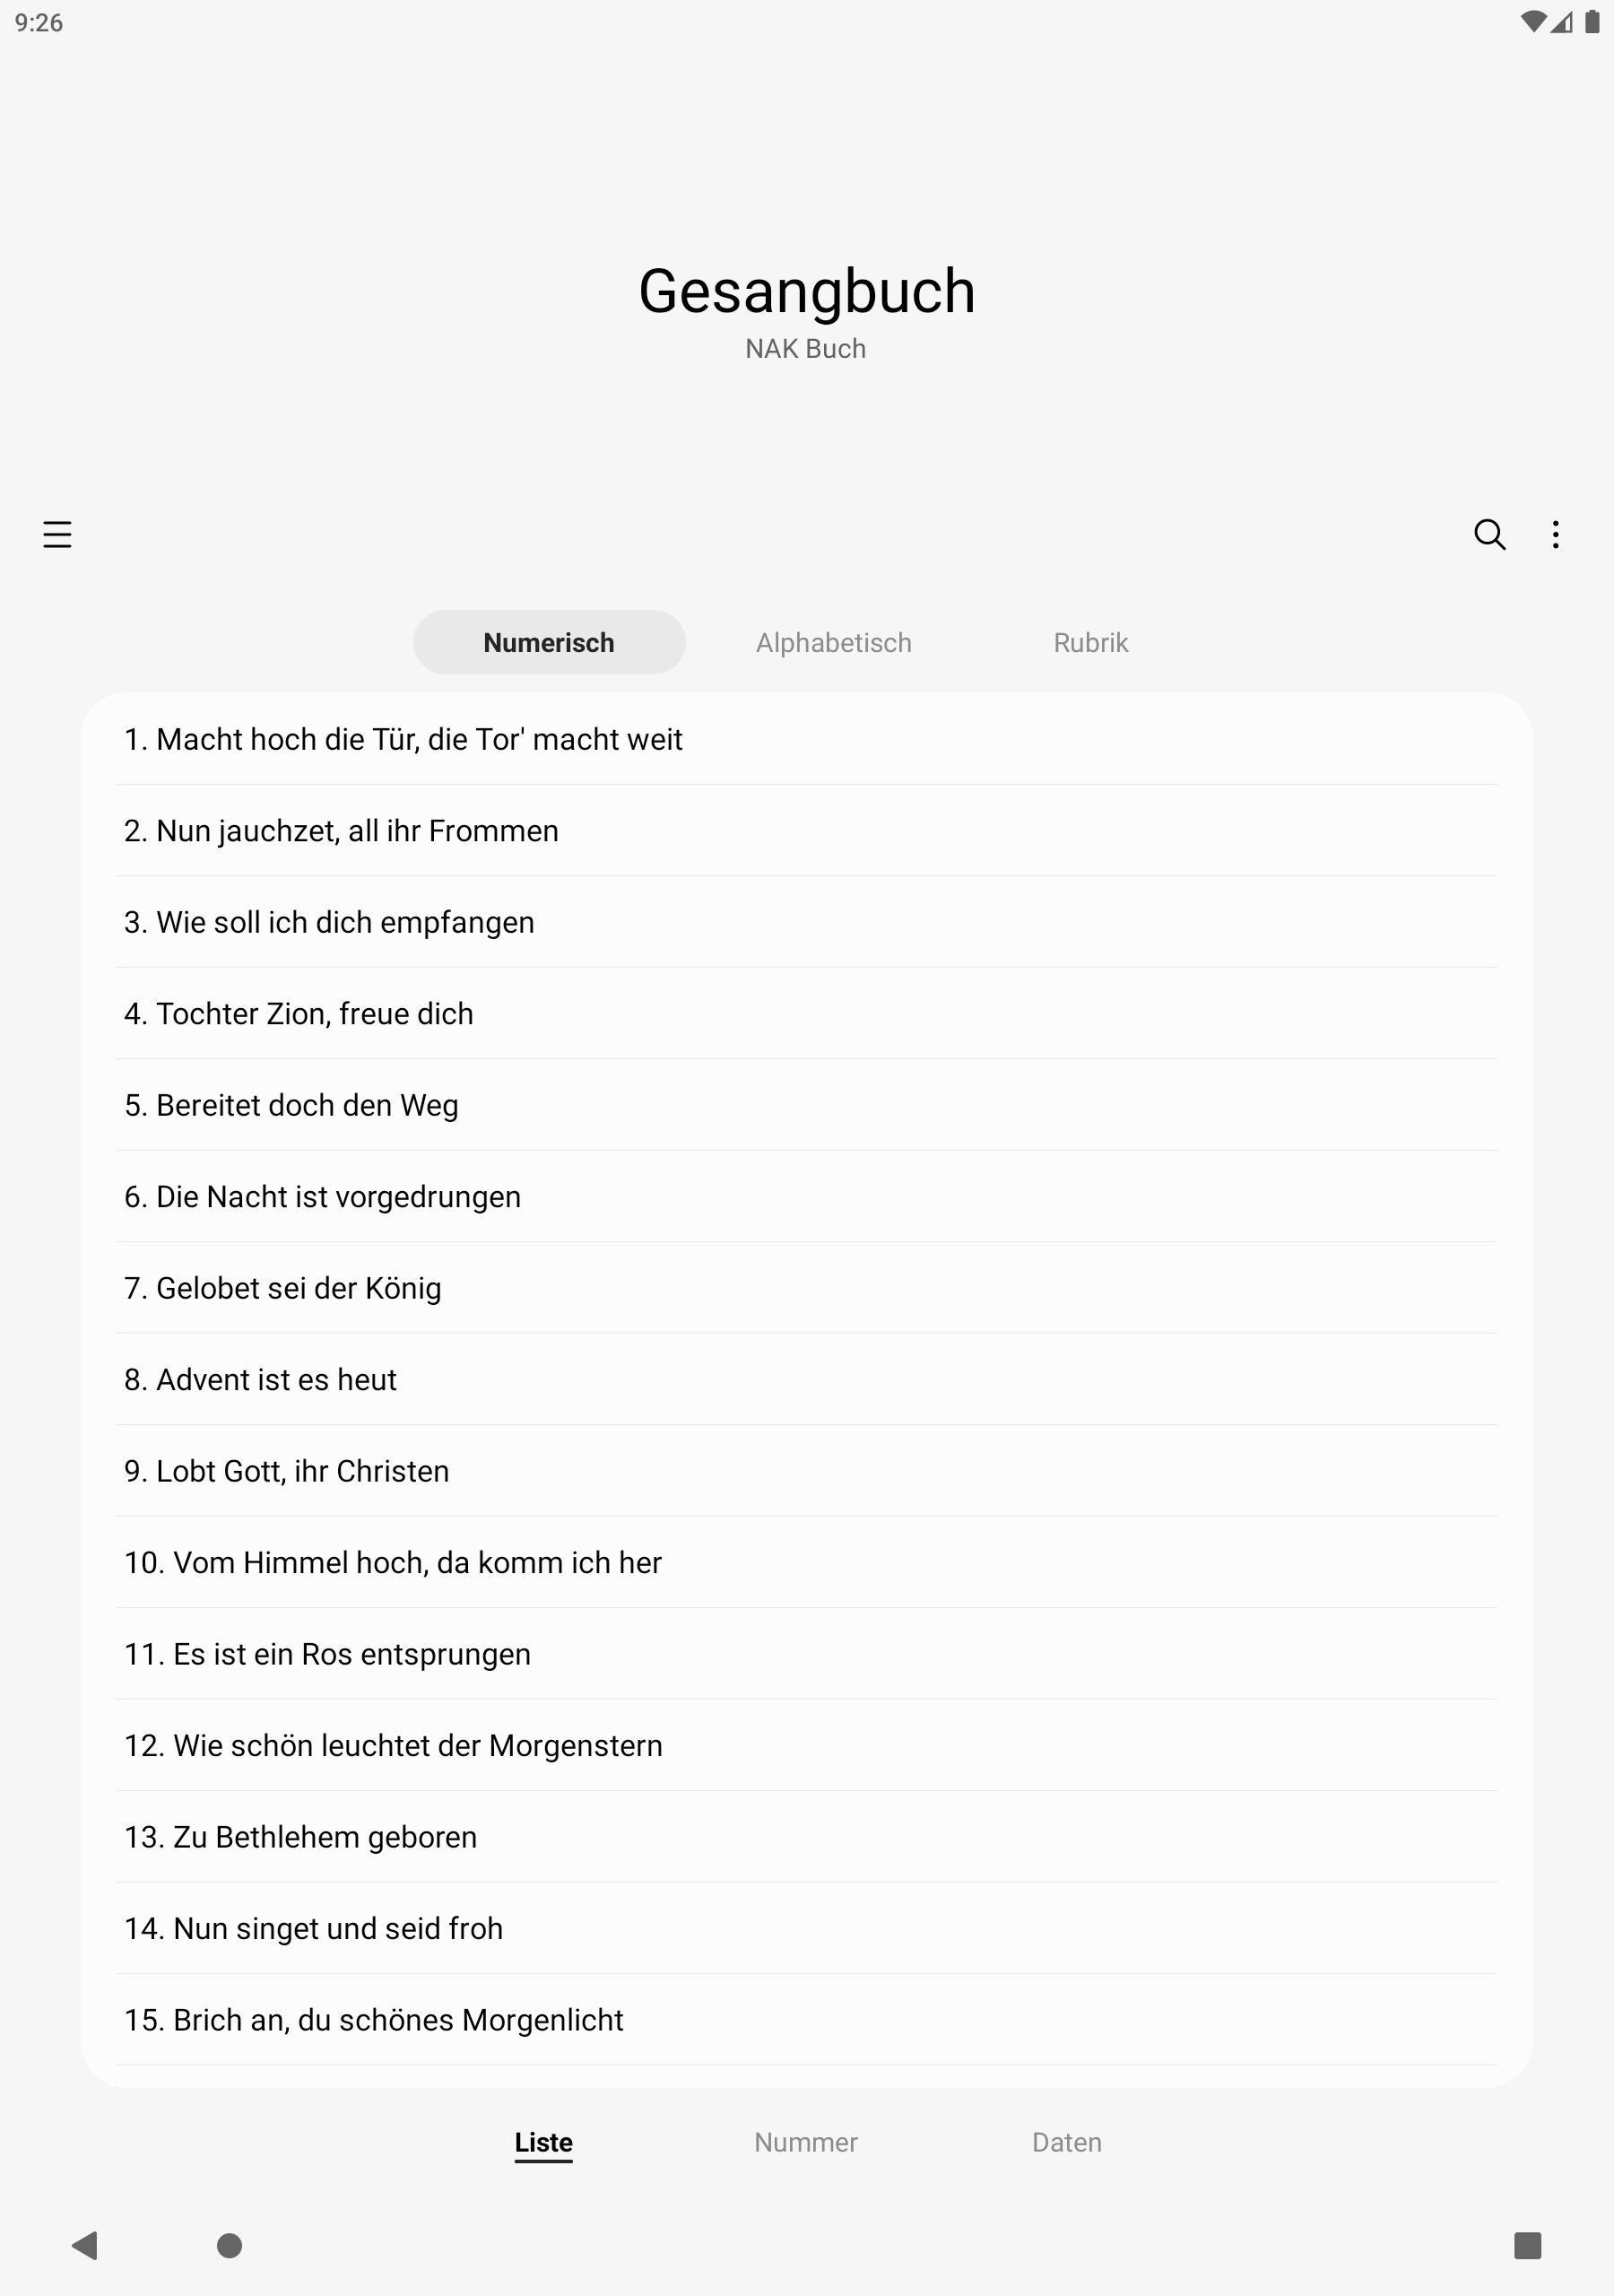 9:26
Gesangbuch
NAK Buch
Numerisch Alphabetisch Rubrik
1. Macht hoch die Tür, die Tor' macht weit
2. Nun jauchzet, all ihr Frommen
3. Wie soll ich dich empfangen
4. Tochter Zion, freue dich
5. Bereitet doch den Weg
6. Die Nacht ist vorgedrungen
7. Gelobet sei der König
8. Advent ist es heut
9. Lobt Gott, ihr Christen
10. Vom Himmel hoch, da komm ich her
11. Es ist ein Ros entsprungen
12. Wie schön leuchtet der Morgenstern
13. Zu Bethlehem geboren
14. Nun singet und seid froh
15. Brich an, du schönes Morgenlicht
Liste Nummer Daten